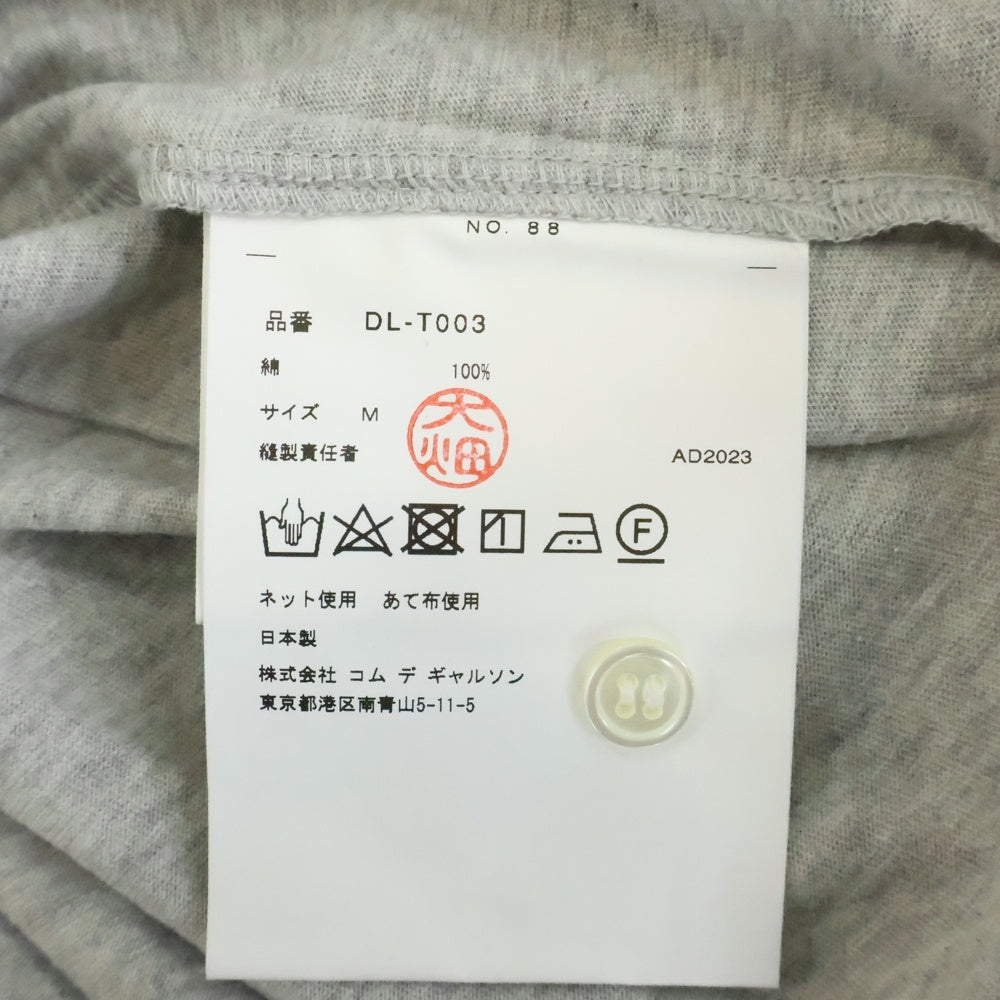 NO. 88
品番 DL-T003
綿 100%
サイズ M
大畑
縫製責任者
AD2023
F
ネット使用 あて布使用
日本製
株式会社 コム デ ギャルソン
東京都港区南青山5-11-5